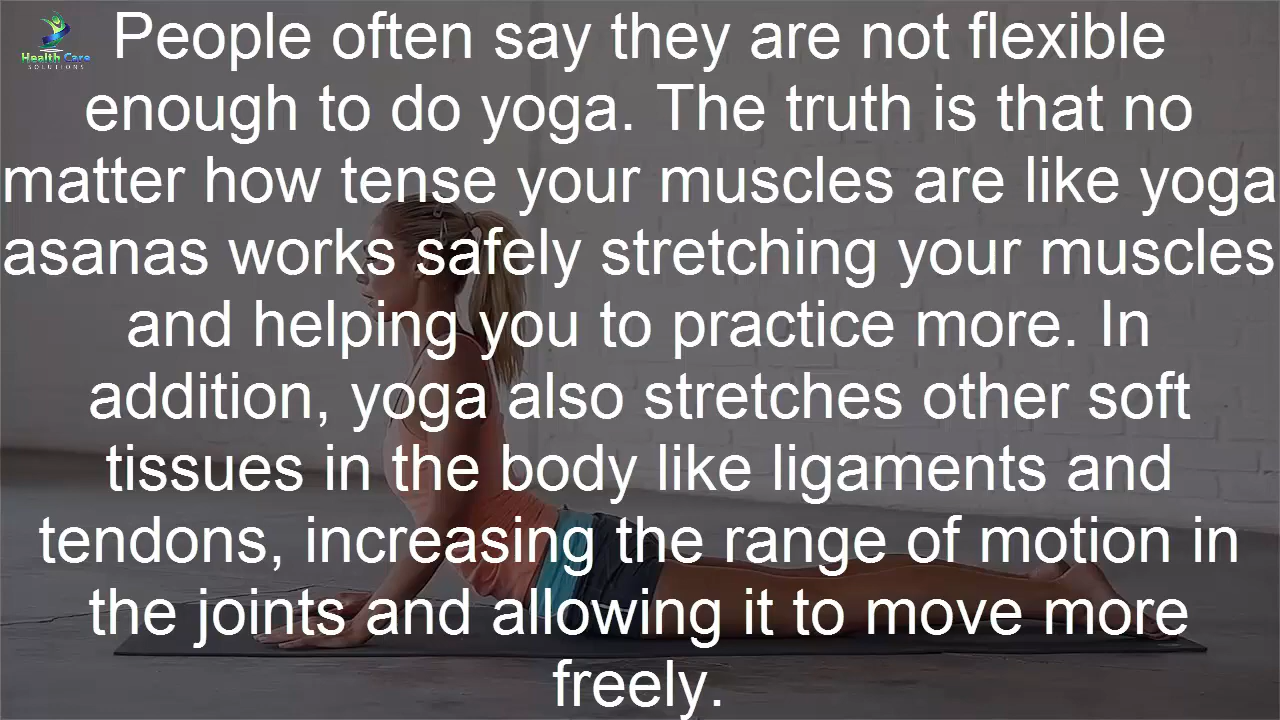 Health Care
SOLUTIONS
People often say they are not flexible
enough to do yoga. The truth is that no
matter how tense your muscles are like yoga
asanas works safely stretching your muscles
and helping you to practice more. In
addition, yoga also stretches other soft
tissues in the body like ligaments and
tendons, increasing the range of motion in
the joints and allowing it to move more
freely.